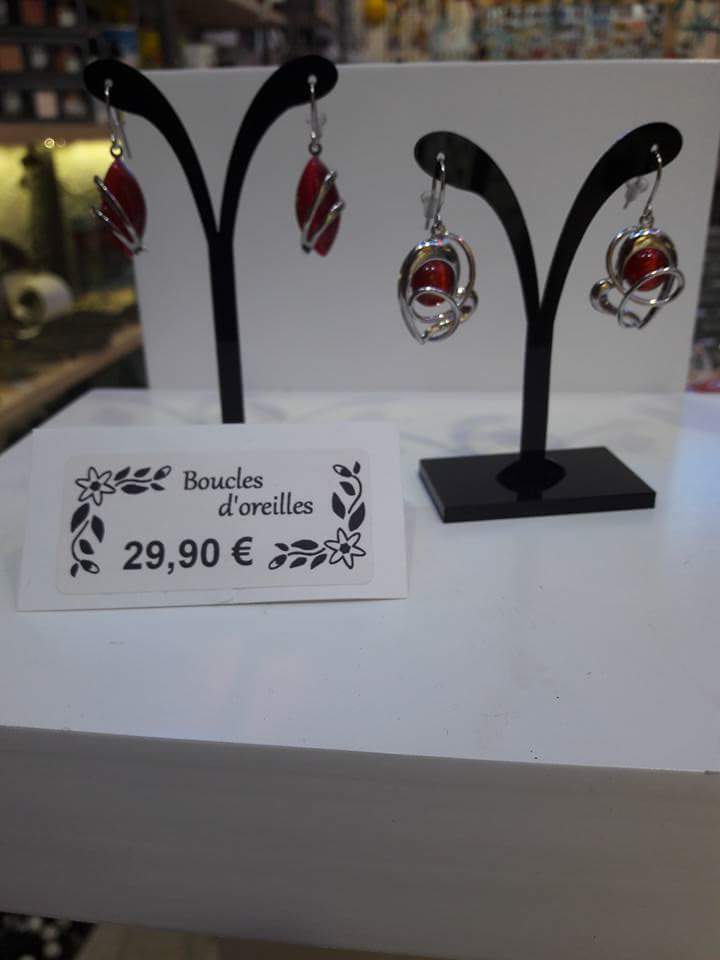 Boucles
d'oreilles
29,90 €